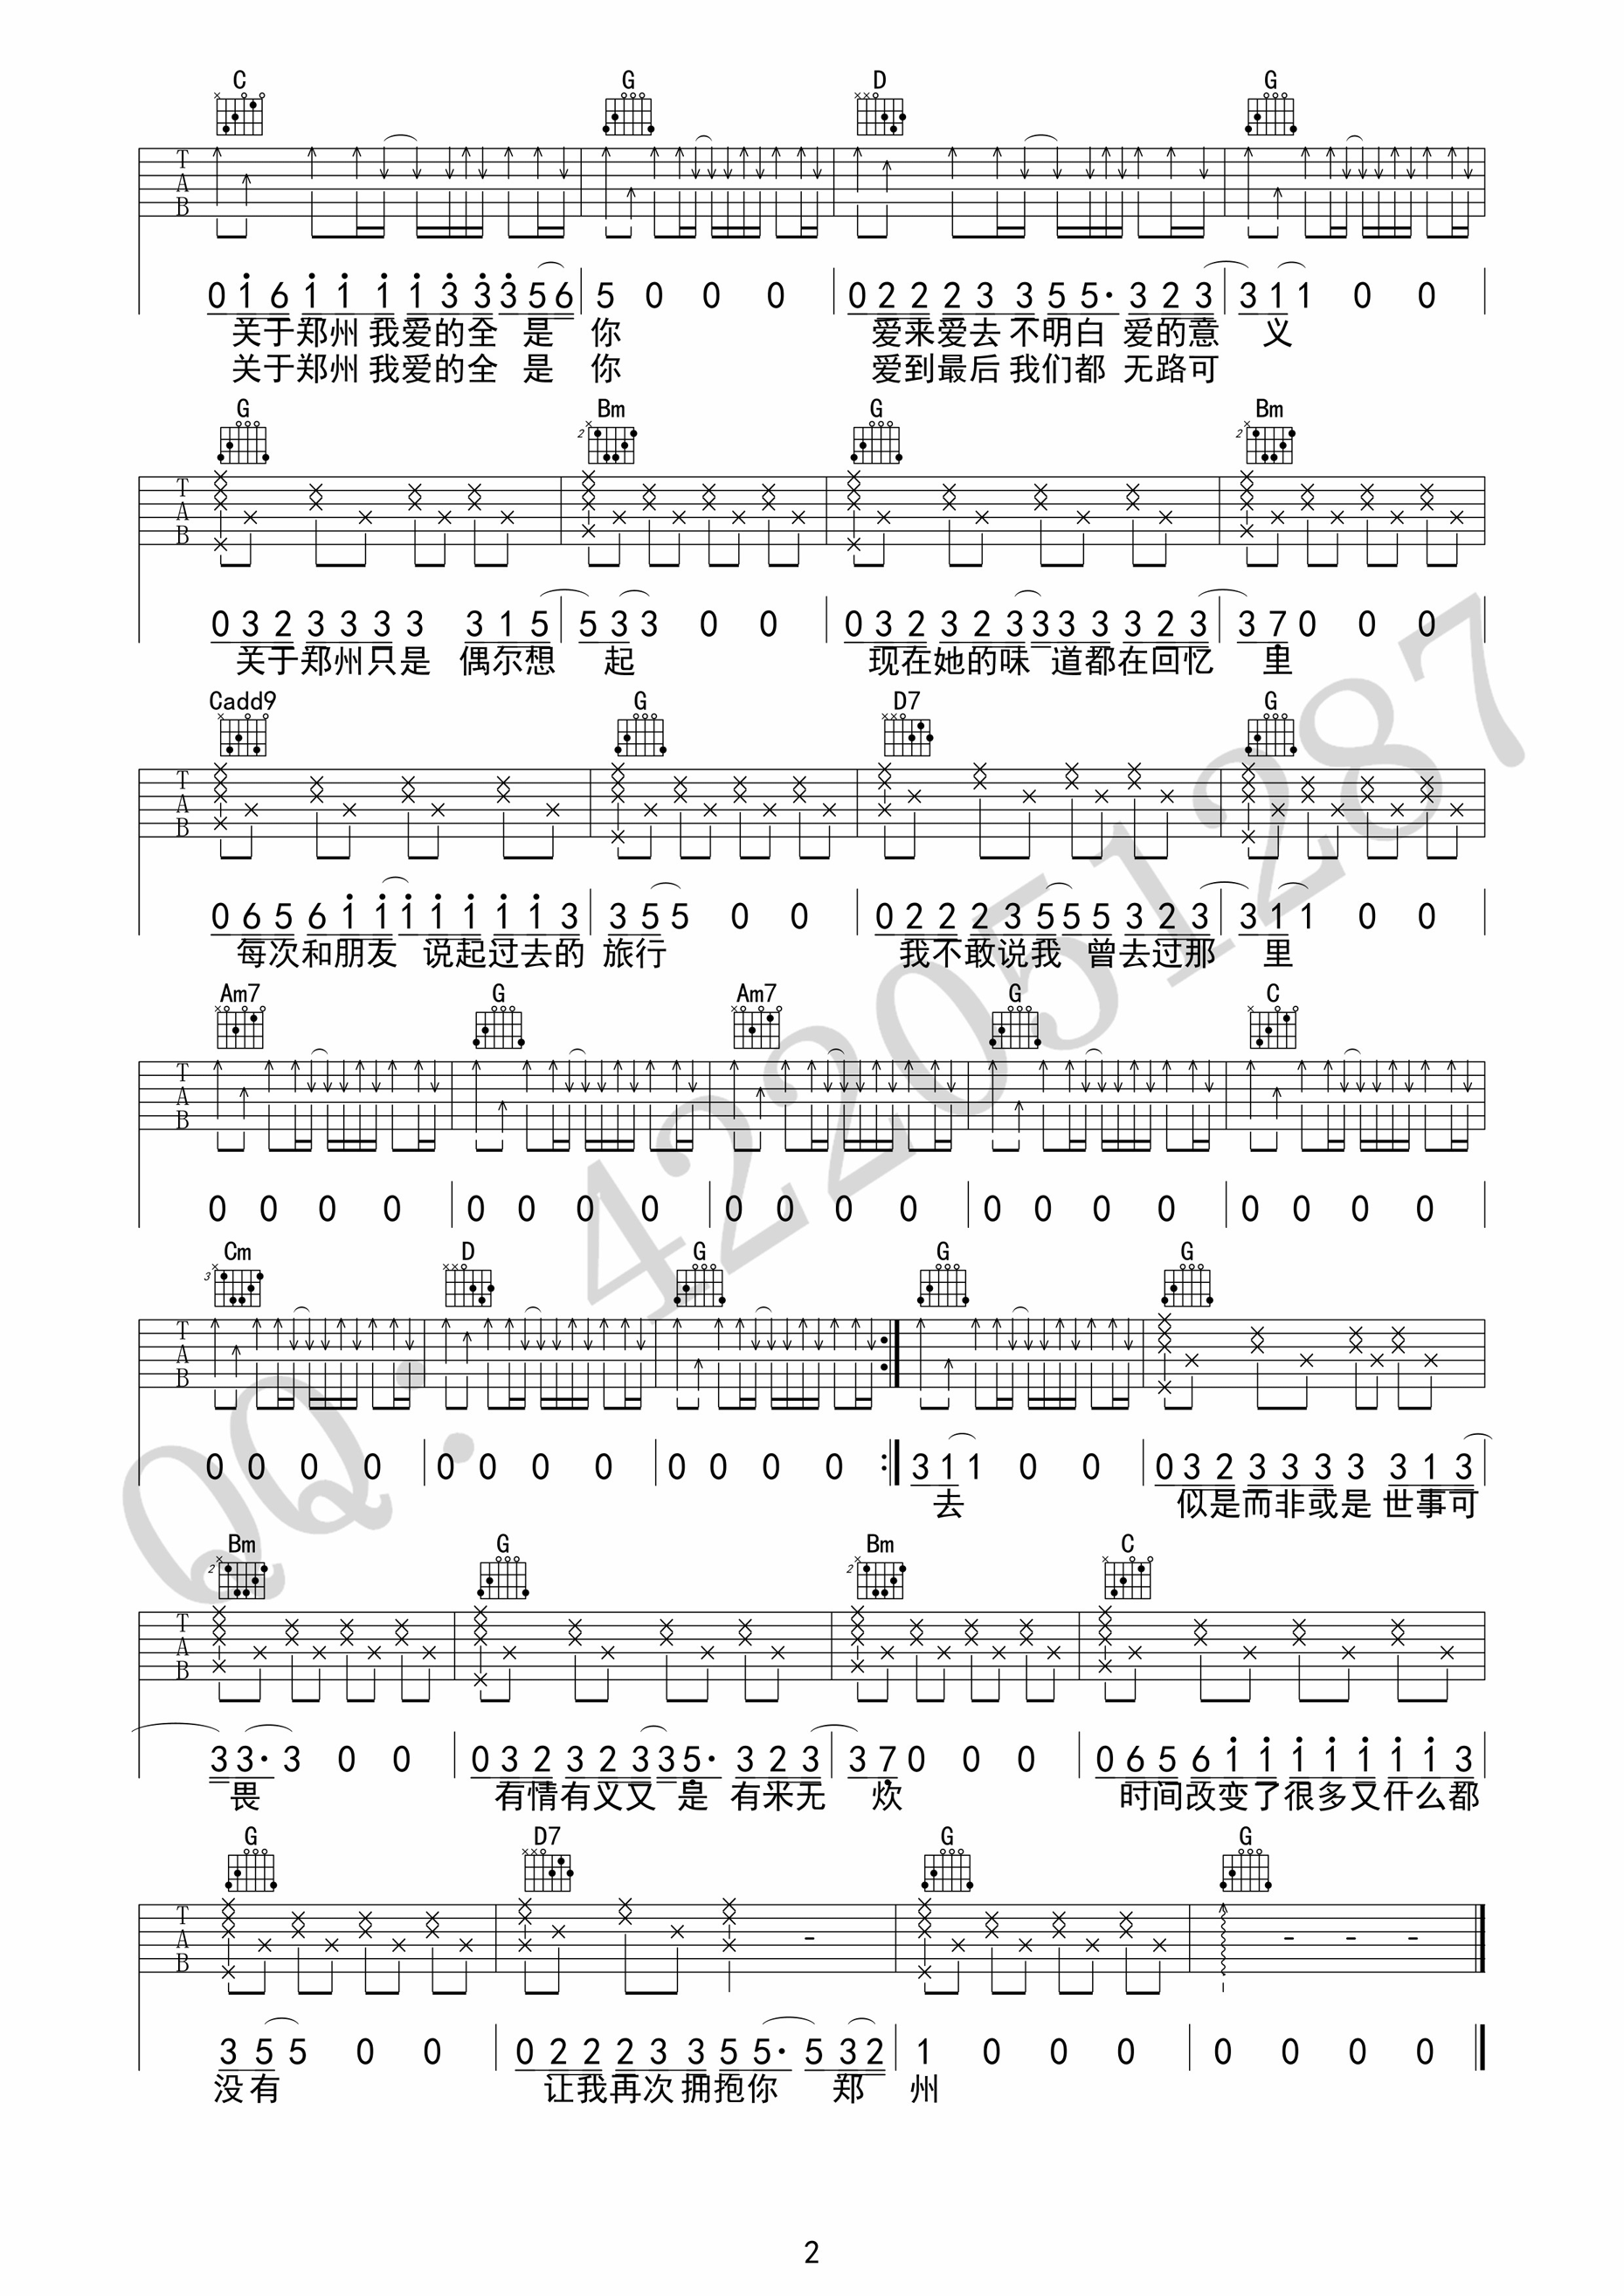 C G D G
T A B
0 1 6 1 1 1 1 3 3 3 5 6 5 0 0 0 0 2 2 2 3 3 5 5· 3 2 3 3 1 1 0 0
关于郑州 我爱的全 是 你 爱来爱去 不明白 爱的意 义
关于郑州 我爱的全 是 你 爱到最后 我们都 无路可
G Bm G Bm
2 2
T A B
0 3 2 3 3 3 3 3 1 5 5 3 3 0 0 0 3 2 3 2 3 3 3 3 3 2 3 3 7 0 0 0
关于郑州只是 偶尔想 起 现在她的味 道都在回忆 里
Cadd9 G D7 G
T A B
0 6 5 6 1 1 1 1 1 1 1 3 3 5 5 0 0 0 2 2 2 3 5 5 5 3 2 3 3 1 1 0 0
每次和朋友 说起过去的 旅行 我不敢说我 曾去过那 里
Am7 G Am7 G C
T A B
0 0 0 0 0 0 0 0 0 0 0 0 0 0 0 0 0 0 0 0
Cm D G G G
3
T A B
0 0 0 0 0 0 0 0 0 0 0 0 3 1 1 0 0 0 3 2 3 3 3 3 3 1 3
去 似是而非或是 世事可
Bm G Bm C
2 2
T A B
3 3· 3 0 0 0 3 2 3 2 3 3 5· 3 2 3 3 7 0 0 0 0 6 5 6 1 1 1 1 1 1 1 3
畏 有情有义又 是 有米无 炊 时间改变了很多又什么都
G D7 G G
T A B
3 5 5 0 0 0 2 2 2 3 3 5 5· 5 3 2 1 0 0 0 0 0 0 0
没有 让我再次 拥抱你 郑 州
QQ: 422051287
2